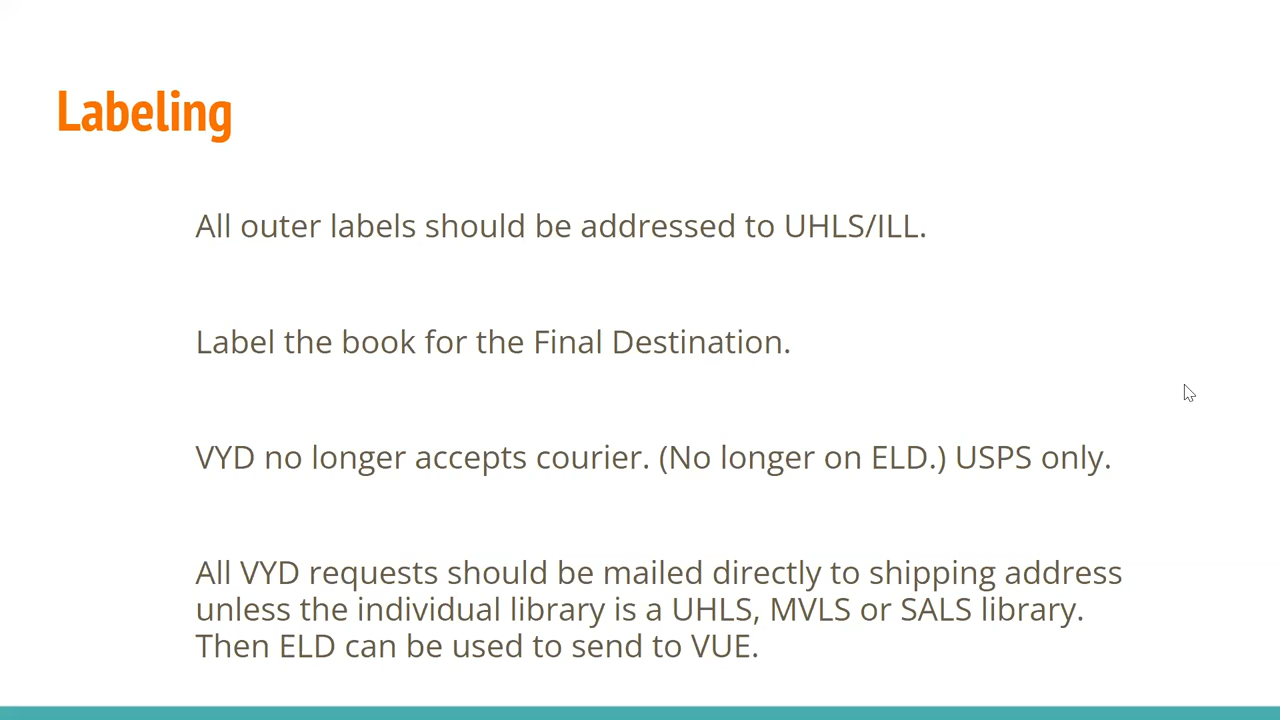 Labeling
All outer labels should be addressed to UHLS/ILL.
Label the book for the Final Destination.
VYD no longer accepts courier. (No longer on ELD.) USPS only.
All VYD requests should be mailed directly to shipping address
unless the individual library is a UHLS, MVLS or SALS library.
Then ELD can be used to send to VUE.